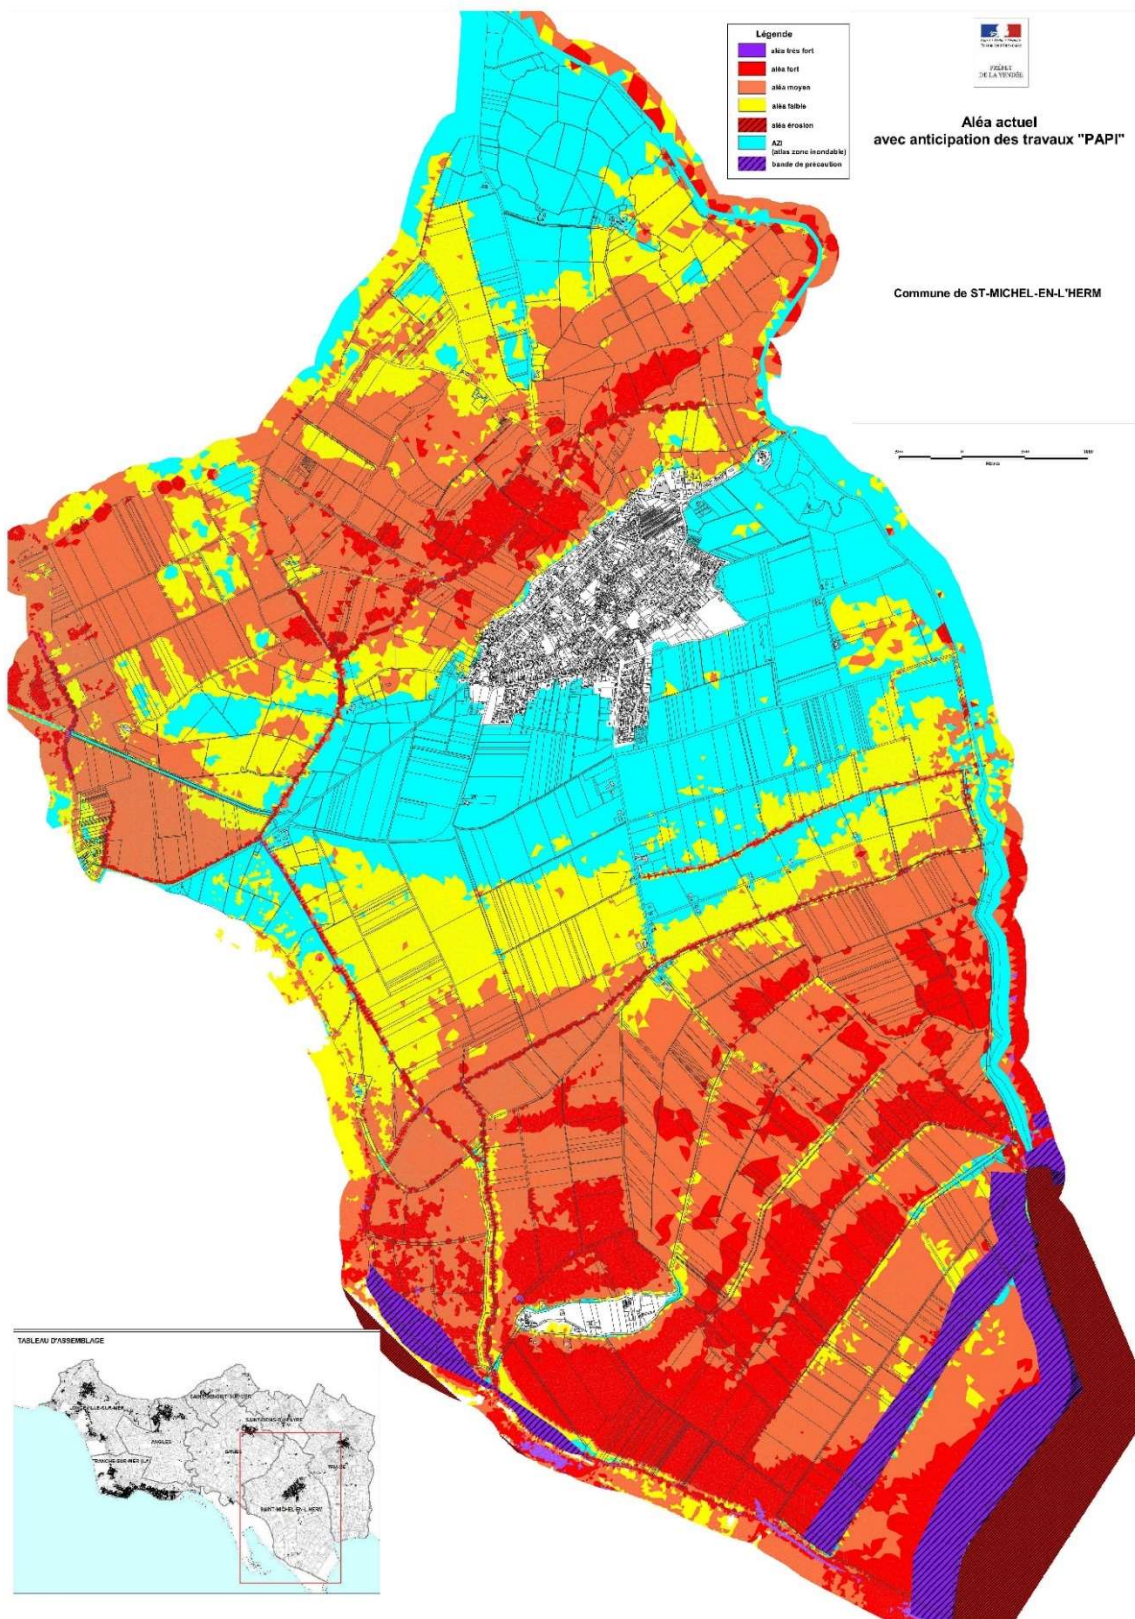 Légende
aléa très fort
aléa fort
aléa moyen
aléa faible
aléa érosion
AZI
(atlas zone inondable)
bande de précaution
PRÉFET
DE LA VENDÉE
Aléa actuel
avec anticipation des travaux "PAPI"
Commune de ST-MICHEL-EN-L'HERM
TABLEAU D'ASSEMBLAGE
ANGLES
SAINT-MICHEL-EN-L'HERM